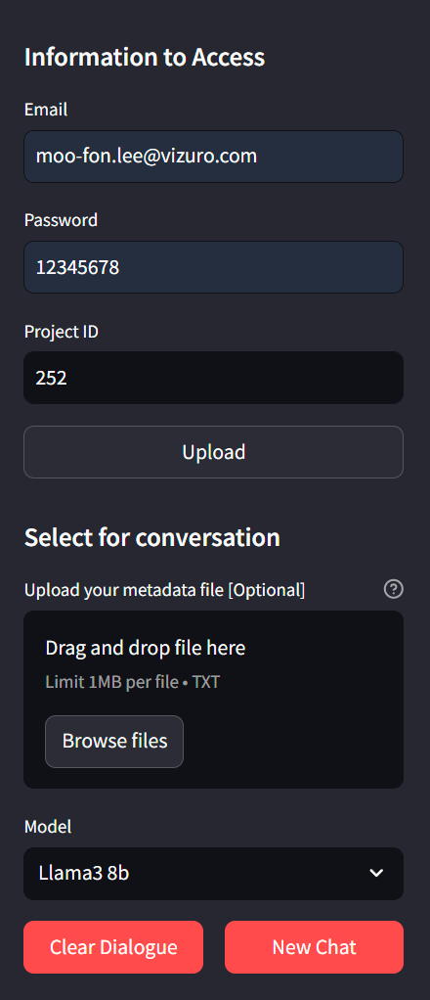 Information to Access
Email
moo-fon.lee@vizuro.com
Password
12345678
Project ID
252
Upload
Select for conversation
Upload your metadata file [Optional]
Drag and drop file here
Limit 1MB per file • TXT
Browse files
Model
Llama3 8b
Clear Dialogue
New Chat